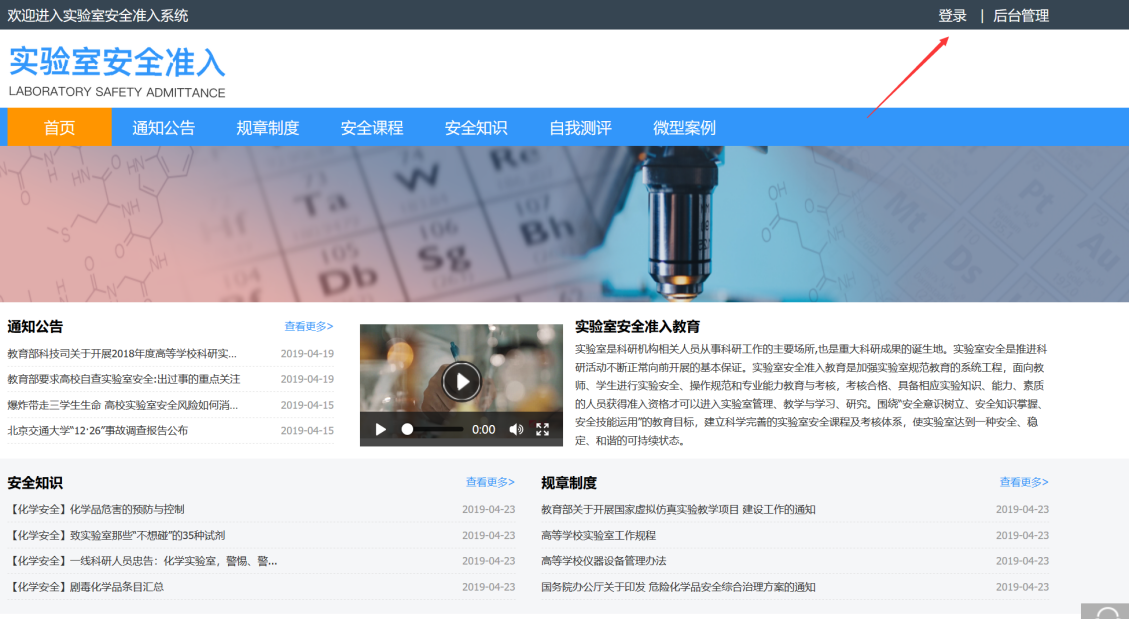 欢迎进入实验室安全准入系统
登录 | 后台管理
实验室安全准入
LABORATORY SAFETY ADMITTANCE
首页 通知公告 规章制度 安全课程 安全知识 自我测评 微型案例
HN
NH
HN
NH
NH
OH
NH
Re
W
Ta
Hf
107
Bh
106
Sg
105
Db
104
Mt
Ds
Pt
Au
通知公告 查看更多>
教育部科技司关于开展2018年度高等学校科研实... 2019-04-19
教育部要求高校自查实验室安全:出过事的重点关注 2019-04-19
爆炸带走三学生生命 高校实验室安全风险如何消... 2019-04-15
北京交通大学“12·26”事故调查报告公布 2019-04-15
0:00
实验室安全准入教育
实验室是科研机构相关人员从事科研工作的主要场所,也是重大科研成果的诞生地。实验室安全是推进科
研活动不断正常向前开展的基本保证。实验室安全准入教育是加强实验室规范教育的系统工程，面向教
师、学生进行实验安全、操作规范和专业能力教育与考核，考核合格、具备相应实验知识、能力、素质
的人员获得准入资格才可以进入实验室管理、教学与学习、研究。围绕“安全意识树立、安全知识掌握、
安全技能运用”的教育目标，建立科学完善的实验室安全课程及考核体系，使实验室达到一种安全、稳
定、和谐的可持续状态。
安全知识 查看更多>
【化学安全】化学品危害的预防与控制 2019-04-23
【化学安全】致实验室那些“不想碰”的35种试剂 2019-04-23
【化学安全】一线科研人员忠告：化学实验室，警惕、警... 2019-04-23
【化学安全】剧毒化学品条目汇总 2019-04-23
规章制度 查看更多>
教育部关于开展国家虚拟仿真实验教学项目 建设工作的通知 2019-04-23
高等学校实验室工作规程 2019-04-23
高等学校仪器设备管理办法 2019-04-23
国务院办公厅关于印发 危险化学品安全综合治理方案的通知 2019-04-23